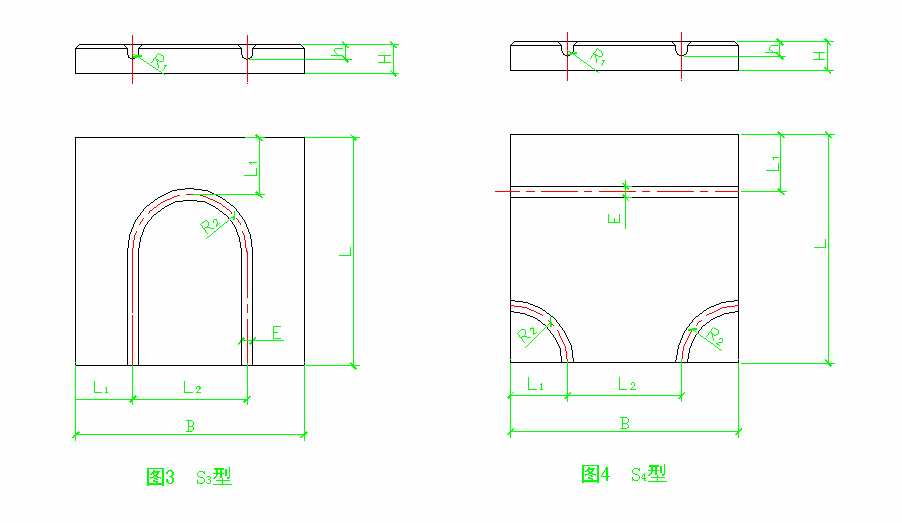 R₁ h H
R₁ h H
L₁
R₂
L
E
L₁ L₂
B
图3 S₃型
L₁
E
L
R₂ R₂
L₁ L₂
B
图4 S₄型